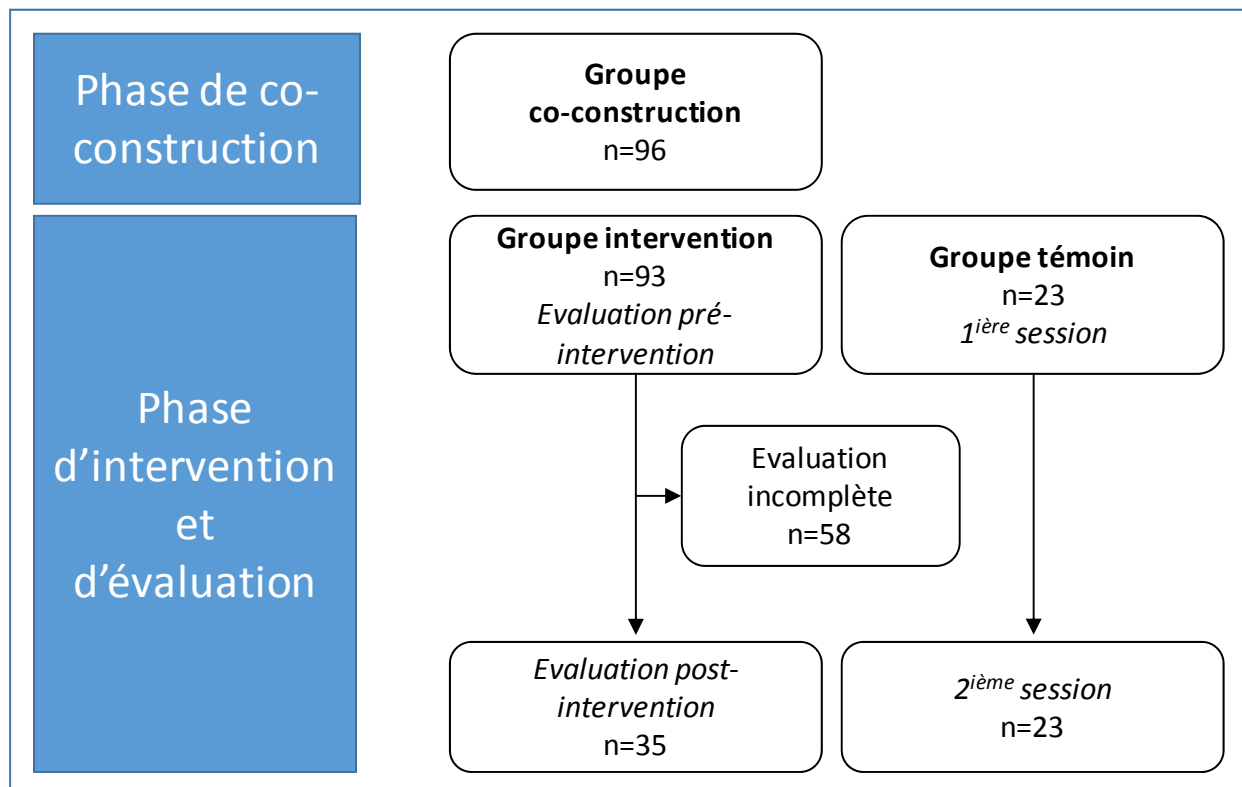 Phase de co-
construction
Groupe
co-construction
n=96
Phase
d’intervention
et
d’évaluation
Groupe intervention
n=93
Evaluation pré-
intervention
Groupe témoin
n=23
1ière session
Evaluation
incomplète
n=58
Evaluation post-
intervention
n=35
2ième session
n=23